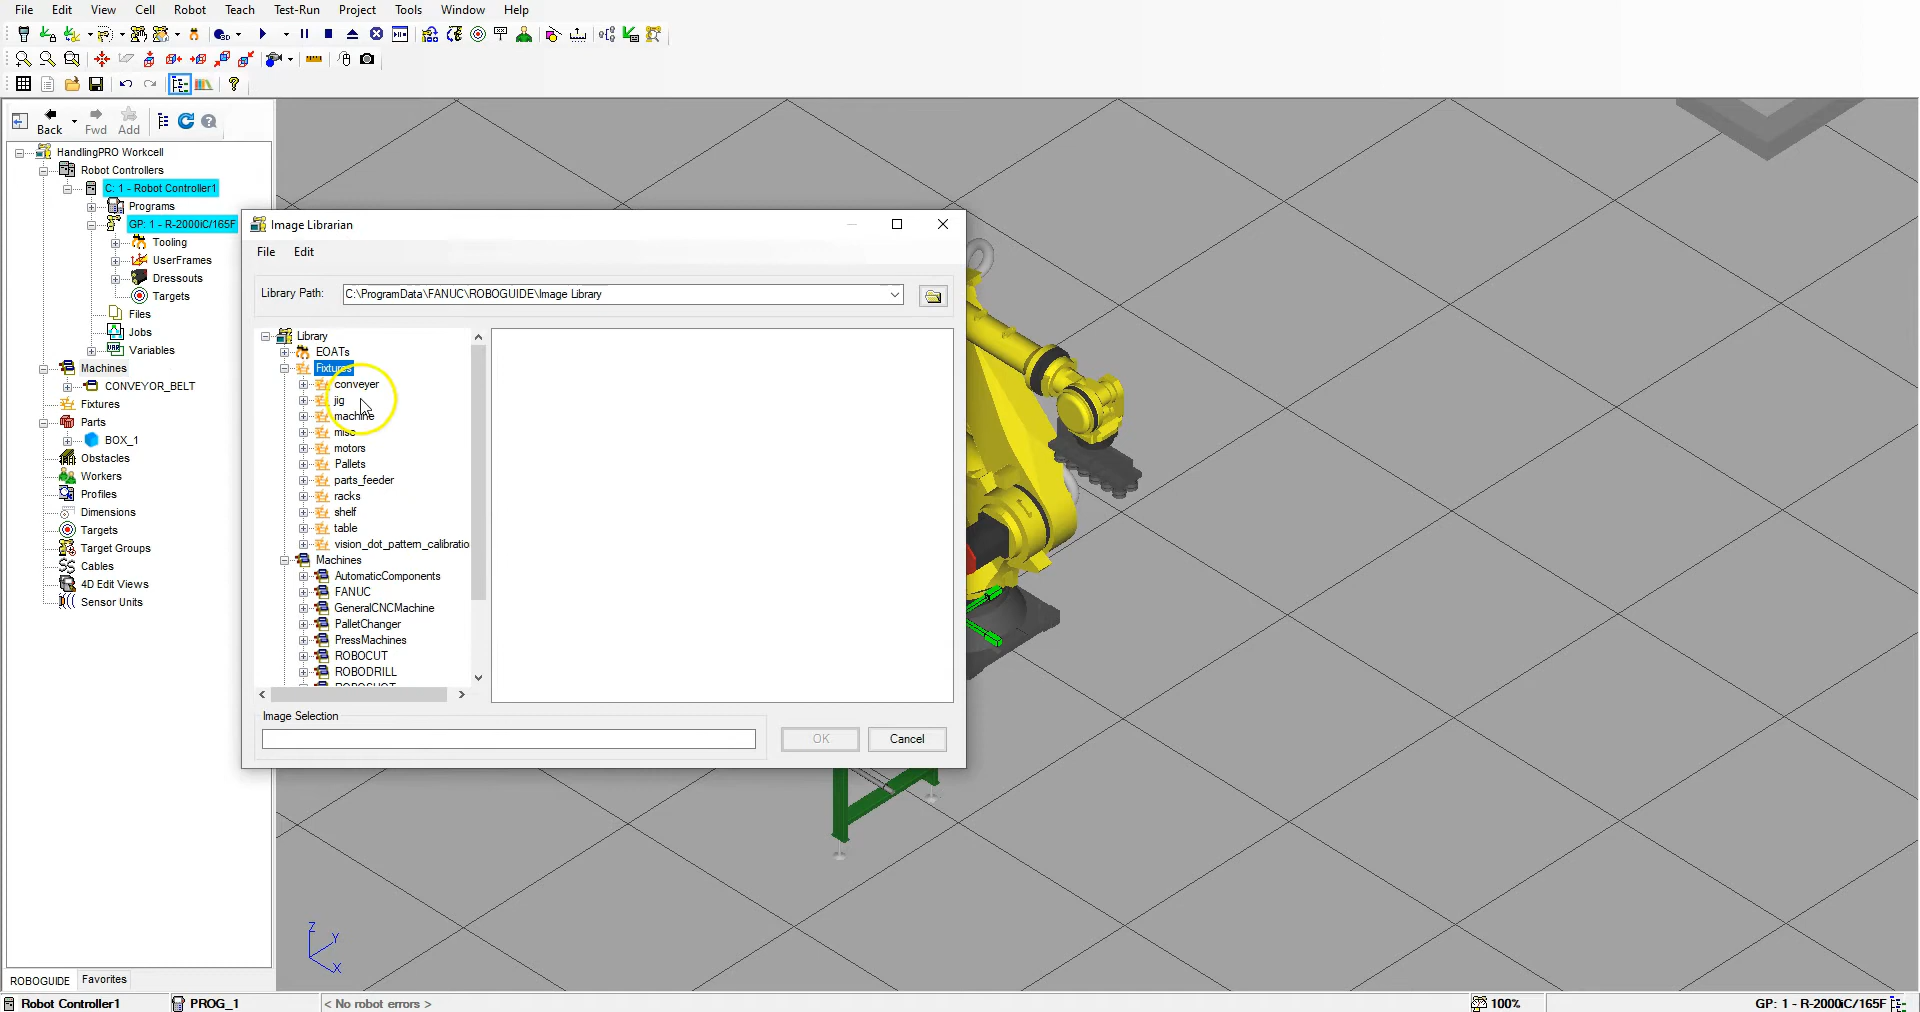 File Edit View Cell Robot Teach Test-Run Project Tools Window Help
Back Fwd Add
HandlingPRO Workcell
Robot Controllers
C: 1 - Robot Controller1
Programs
GP: 1 - R-2000iC/165F
Tooling
UserFrames
Dressouts
Targets
Files
Jobs
Variables
Machines
CONVEYOR_BELT
Fixtures
Parts
BOX_1
Obstacles
Workers
Profiles
Dimensions
Targets
Target Groups
Cables
4D Edit Views
Sensor Units
ROBOGUIDE Favorites
Image Librarian
File Edit
Library Path: C:\ProgramData\FANUC\ROBOGUIDE\Image Library
Library
EOATs
Fixtures
conveyer
jig
machine
misc
motors
Pallets
parts_feeder
racks
shelf
table
vision_dot_pattern_calibratio
Machines
AutomaticComponents
FANUC
GeneralCNCMachine
PalletChanger
PressMachines
ROBOCUT
ROBODRILL
Image Selection
OK Cancel
Z
Y
X
Robot Controller1 PROG_1 < No robot errors > 100% GP: 1 - R-2000iC/165F